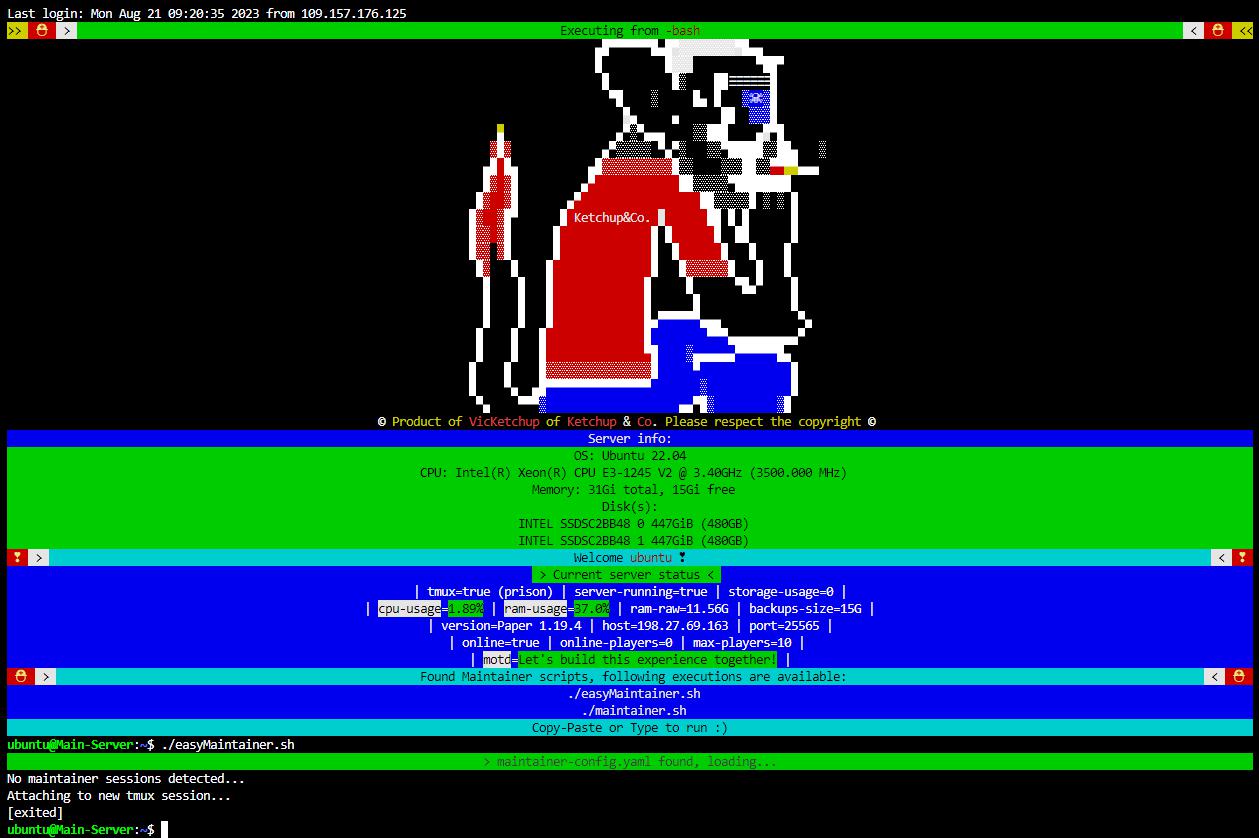 Last login: Mon Aug 21 09:20:35 2023 from 109.157.176.125
>> > Executing from -bash < <<
Ketchup&Co.
© Product of VicKetchup of Ketchup & Co. Please respect the copyright ©
Server info:
OS: Ubuntu 22.04
CPU: Intel(R) Xeon(R) CPU E3-1245 V2 @ 3.40GHz (3500.000 MHz)
Memory: 31Gi total, 15Gi free
Disk(s):
INTEL SSDSC2BB48 0 447GiB (480GB)
INTEL SSDSC2BB48 1 447GiB (480GB)
❢ > Welcome ubuntu ❢ < ❢
> Current server status <
| tmux=true (prison) | server-running=true | storage-usage=0 |
| cpu-usage=1.89% | ram-usage=37.0% | ram-raw=11.56G | backups-size=15G |
| version=Paper 1.19.4 | host=198.27.69.163 | port=25565 |
| online=true | online-players=0 | max-players=10 |
| motd=Let's build this experience together! |
> Found Maintainer scripts, following executions are available: <
./easyMaintainer.sh
./maintainer.sh
Copy-Paste or Type to run :)
ubuntu@Main-Server:~$ ./easyMaintainer.sh
> maintainer-config.yaml found, loading...
No maintainer sessions detected...
Attaching to new tmux session...
[exited]
ubuntu@Main-Server:~$